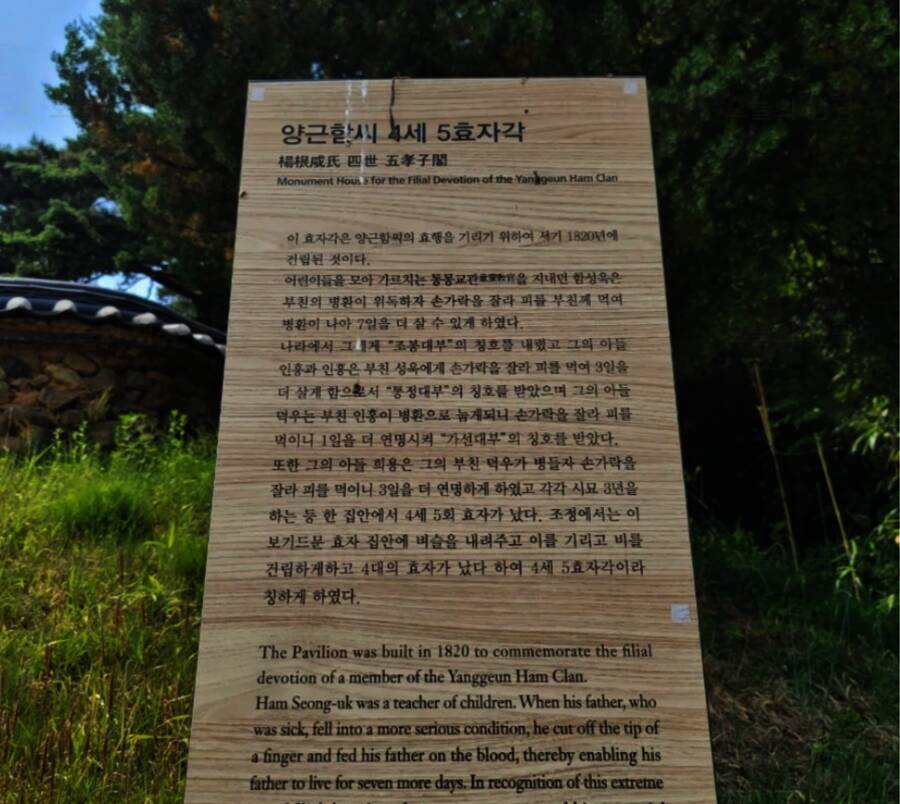 양근함씨 4세 5효자각
楊根咸氏 四世 五孝子閣
Monument House for the Filial Devotion of the Yanggeun Ham Clan
이 효자각은 양근함씨의 효행을 기리기 위하여 서기 1820년에
건립된 것이다.
어린이들을 모아 가르치는 동몽교관童蒙敎官을 지내던 함성욱은
부친의 병환이 위독하자 손가락을 잘라 피를 부친께 먹여
병환이 나아 7일을 더 살 수 있게 하였다.
나라에서 그에게 "조봉대부"의 칭호를 내렸고 그의 아들
인홍과 인흥은 부친 성욱에게 손가락을 잘라 피를 먹여 3일을
더 살게 함으로서 "통정대부"의 칭호를 받았으며 그의 아들
덕우는 부친 인흥이 병환으로 눕게되니 손가락을 잘라 피를
먹이니 1일을 더 연명시켜 "가선대부"의 칭호를 받았다.
또한 그의 아들 희용은 그의 부친 덕우가 병들자 손가락을
잘라 피를 먹이니 3일을 더 연명하게 하였고 각각 시묘 3년을
하는 등 한 집안에서 4세 5회 효자가 났다. 조정에서는 이
보기드문 효자 집안에 벼슬을 내려주고 이를 기리고 비를
건립하게하고 4대의 효자가 났다 하여 4세 5효자각이라
칭하게 하였다.
The Pavilion was built in 1820 to commemorate the filial
devotion of a member of the Yanggeun Ham Clan.
Ham Seong-uk was a teacher of children. When his father, who
was sick, fell into a more serious condition, he cut off the tip of
a finger and fed his father on the blood, thereby enabling his
father to live for seven more days. In recognition of this extreme